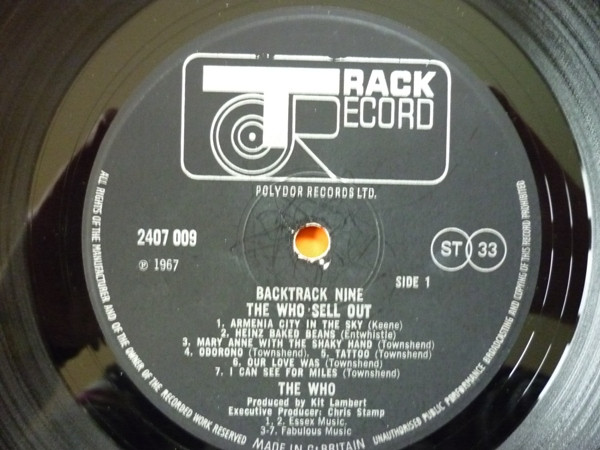 TRACK
RECORD
POLYDOR RECORDS LTD.
2407 009
ST 33
℗ 1967
SIDE 1
BACKTRACK NINE
THE WHO SELL OUT
1. ARMENIA CITY IN THE SKY (Keene)
2. HEINZ BAKED BEANS (Entwhistle)
3. MARY ANNE WITH THE SHAKY HAND (Townshend)
4. ODORONO (Townshend). 5. TATTOO (Townshend)
6. OUR LOVE WAS (Townshend)
7. I CAN SEE FOR MILES (Townshend)
THE WHO
Produced by Kit Lambert
Executive Producer: Chris Stamp
1, 2. Essex Music.
3-7. Fabulous Music
ALL RIGHTS OF THE MANUFACTURER AND OF THE OWNER OF THE RECORDED WORK RESERVED
UNAUTHORISED PUBLIC PERFORMANCE BROADCASTING AND COPYING OF THIS RECORD PROHIBITED
MADE IN Gt BRITAIN